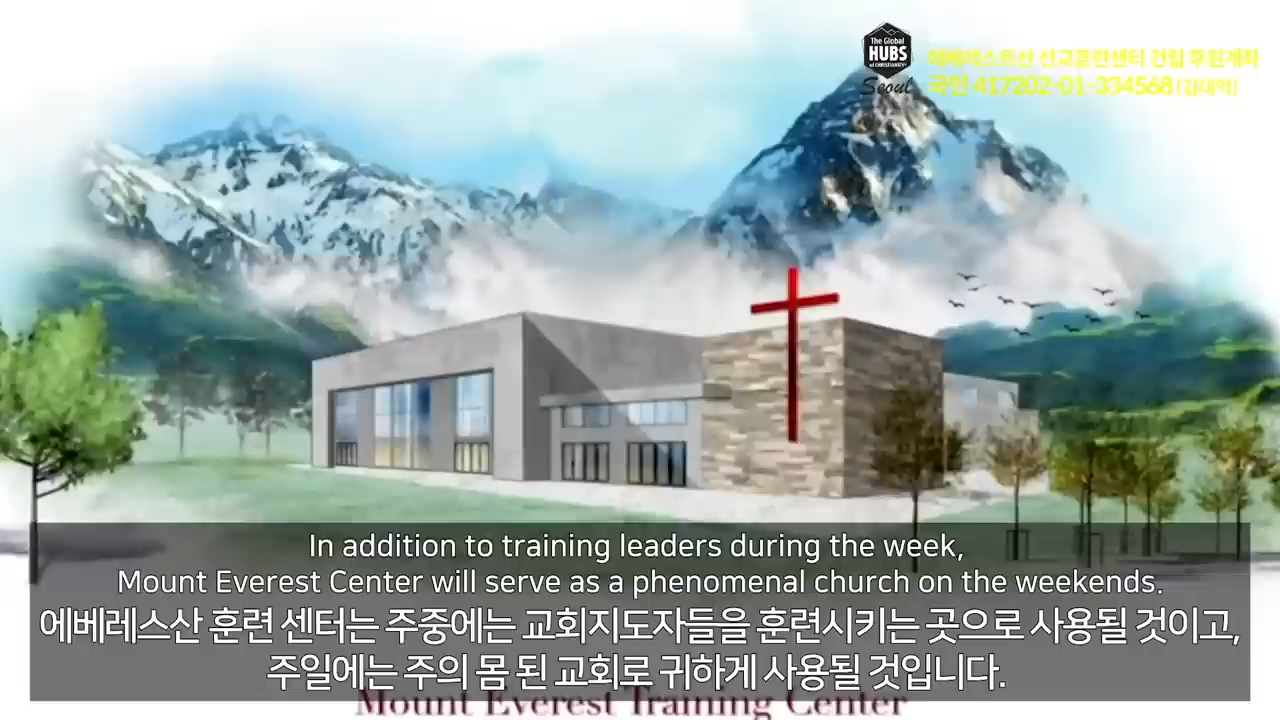 The Global
HUBS
of CHRISTIANITY
Seoul
에베레스트산 선교훈련센터 건립 후원계좌
국민 417202-01-334568 (김대학)
In addition to training leaders during the week,
Mount Everest Center will serve as a phenomenal church on the weekends.
에베레스산 훈련 센터는 주중에는 교회지도자들을 훈련시키는 곳으로 사용될 것이고,
주일에는 주의 몸 된 교회로 귀하게 사용될 것입니다.
Mount Everest Training Center